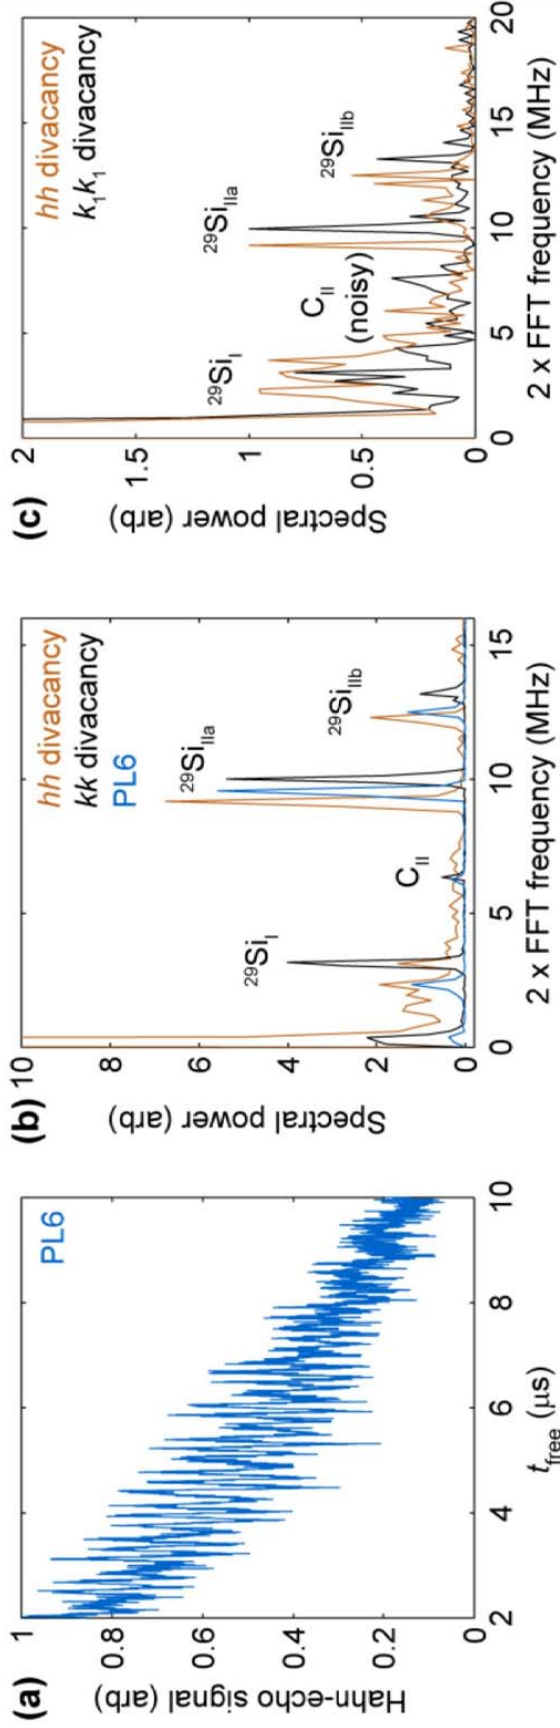 (a)
PL6
1
0.8
0.6
0.4
0.2
0
Hahn-echo signal (arb)
2
4
6
8
10
t_free (μs)
(b)
hh divacancy
kk divacancy
PL6
²⁹Si_I
C_II
²⁹Si_IIa
²⁹Si_IIb
10
8
6
4
2
0
Spectral power (arb)
0
5
10
15
2 x FFT frequency (MHz)
(c)
hh divacancy
k₁k₁ divacancy
²⁹Si_I
C_II
(noisy)
²⁹Si_IIa
²⁹Si_IIb
2
1.5
1
0.5
0
Spectral power (arb)
0
5
10
15
20
2 x FFT frequency (MHz)